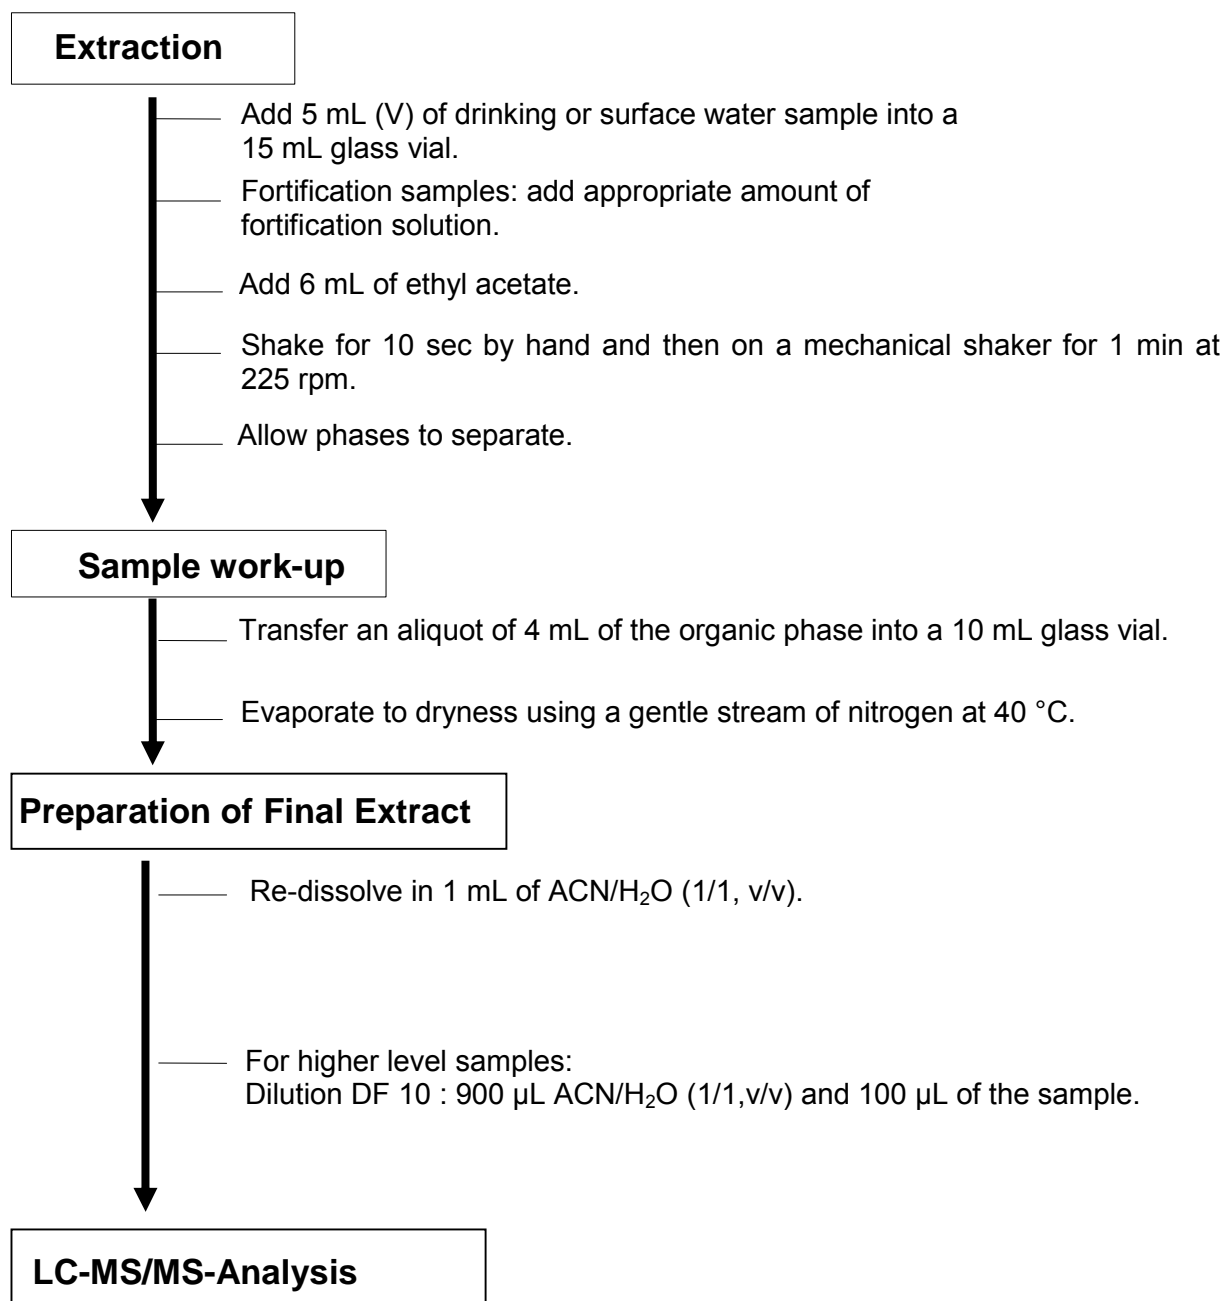 Extraction
Add 5 mL (V) of drinking or surface water sample into a
15 mL glass vial.
Fortification samples: add appropriate amount of
fortification solution.
Add 6 mL of ethyl acetate.
Shake for 10 sec by hand and then on a mechanical shaker for 1 min at
225 rpm.
Allow phases to separate.
Sample work-up
Transfer an aliquot of 4 mL of the organic phase into a 10 mL glass vial.
Evaporate to dryness using a gentle stream of nitrogen at 40 °C.
Preparation of Final Extract
Re-dissolve in 1 mL of ACN/H₂O (1/1, v/v).
For higher level samples:
Dilution DF 10 : 900 µL ACN/H₂O (1/1,v/v) and 100 µL of the sample.
LC-MS/MS-Analysis